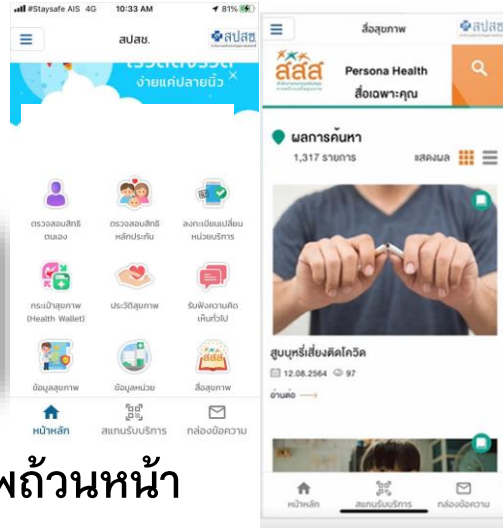 #Staysafe AIS 4G 10:33 AM 81%
สปสช.
สปสช
ง่ายแค่ปลายนิ้ว
ตรวจสอบสิทธิ ตนเอง
ตรวจสอบสิทธิ หลักประกัน
ลงทะเบียนเปลี่ยน หน่วยบริการ
กระเป๋าสุขภาพ (Health Wallet)
ประวัติสุขภาพ
รับฟังความคิด เห็นทั่วไป
ข้อมูลสุขภาพ
ข้อมูลหน่วย
สื่อสุขภาพ
หน้าหลัก
สแกนรับบริการ
กล่องข้อความ
พถ้วนหน้า
สื่อสุขภาพ
สปสช
สสส
Persona Health
สื่อเฉพาะคุณ
ผลการค้นหา
1,317 รายการ
แสดงผล
สูบบุหรี่เสี่ยงติดโควิด
12.08.2564 97
อ่านต่อ
หน้าหลัก
สแกนรับบริการ
กล่องข้อความ